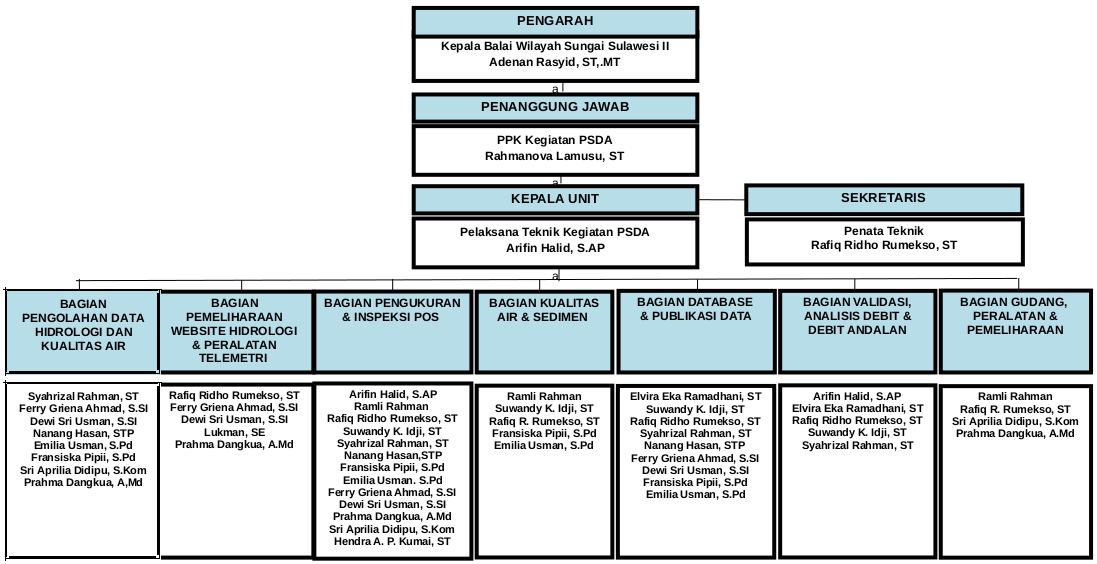 PENGARAH
Kepala Balai Wilayah Sungai Sulawesi II
Adenan Rasyid, ST,.MT
a
PENANGGUNG JAWAB
PPK Kegiatan PSDA
Rahmanova Lamusu, ST
a
KEPALA UNIT
Pelaksana Teknik Kegiatan PSDA
Arifin Halid, S.AP
SEKRETARIS
Penata Teknik
Rafiq Ridho Rumekso, ST
a
BAGIAN
PENGOLAHAN DATA
HIDROLOGI DAN
KUALITAS AIR
Syahrizal Rahman, ST
Ferry Griena Ahmad, S.SI
Dewi Sri Usman, S.SI
Nanang Hasan, STP
Emilia Usman, S.Pd
Fransiska Pipii, S.Pd
Sri Aprilia Didipu, S.Kom
Prahma Dangkua, A,Md
BAGIAN
PEMELIHARAAN
WEBSITE HIDROLOGI
& PERALATAN
TELEMETRI
Rafiq Ridho Rumekso, ST
Ferry Griena Ahmad, S.SI
Dewi Sri Usman, S.SI
Lukman, SE
Prahma Dangkua, A.Md
BAGIAN PENGUKURAN
& INSPEKSI POS
Arifin Halid, S.AP
Ramli Rahman
Rafiq Ridho Rumekso, ST
Suwandy K. Idji, ST
Syahrizal Rahman, ST
Nanang Hasan,STP
Fransiska Pipii, S.Pd
Emilia Usman. S.Pd
Ferry Griena Ahmad, S.SI
Dewi Sri Usman, S.SI
Prahma Dangkua, A.Md
Sri Aprilia Didipu, S.Kom
Hendra A. P. Kumai, ST
BAGIAN KUALITAS
AIR & SEDIMEN
Ramli Rahman
Suwandy K. Idji, ST
Rafiq R. Rumekso, ST
Fransiska Pipii, S.Pd
Emilia Usman, S.Pd
BAGIAN DATABASE
& PUBLIKASI DATA
Elvira Eka Ramadhani, ST
Suwandy K. Idji, ST
Rafiq Ridho Rumekso, ST
Syahrizal Rahman, ST
Nanang Hasan, STP
Ferry Griena Ahmad, S.SI
Dewi Sri Usman, S.SI
Fransiska Pipii, S.Pd
Emilia Usman, S.Pd
BAGIAN VALIDASI,
ANALISIS DEBIT &
DEBIT ANDALAN
Arifin Halid, S.AP
Elvira Eka Ramadhani, ST
Rafiq Ridho Rumekso, ST
Suwandy K. Idji, ST
Syahrizal Rahman, ST
BAGIAN GUDANG,
PERALATAN &
PEMELIHARAAN
Ramli Rahman
Rafiq R. Rumekso, ST
Sri Aprilia Didipu, S.Kom
Prahma Dangkua, A.Md